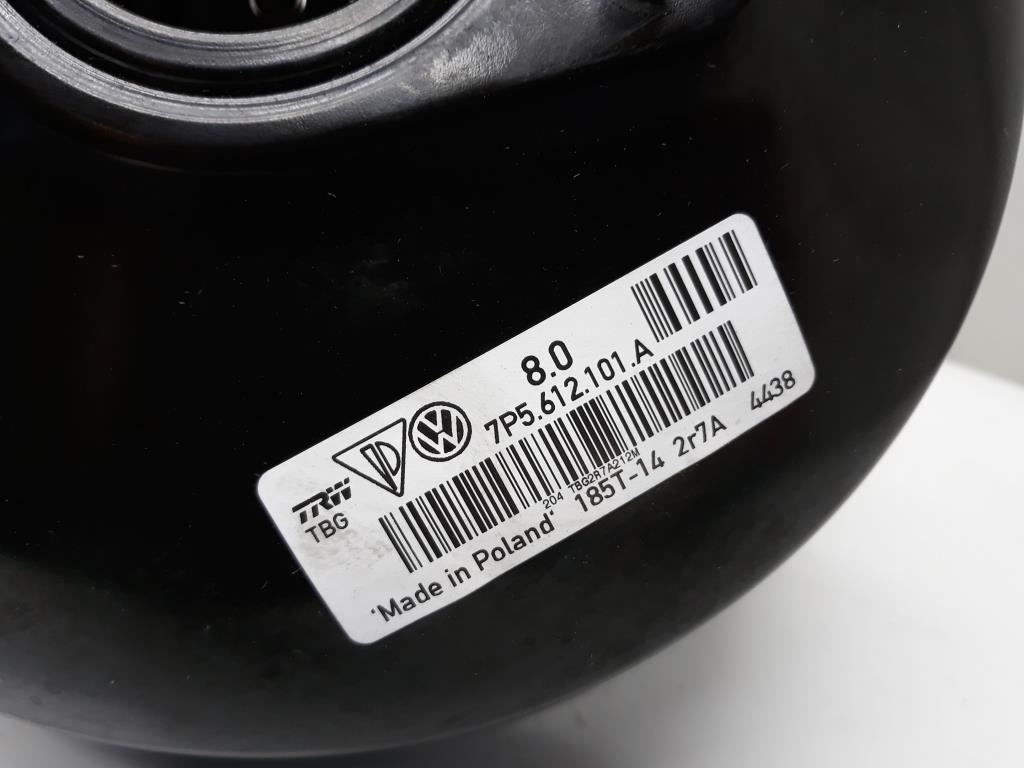 8.0
7P5.612.101.A
TRW
TBG
204 TBG2R7A212M
'Made in Poland' 185T-14 2r7A 4438